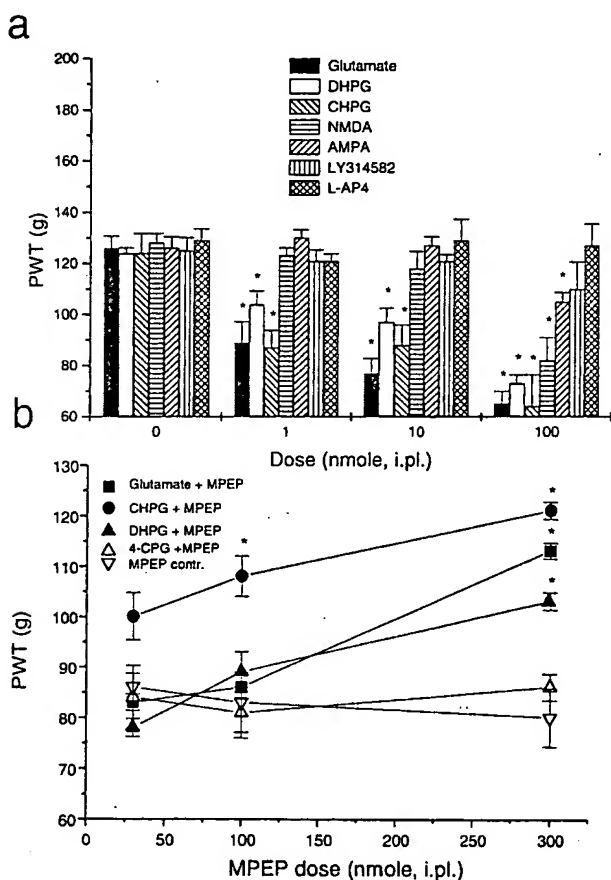 a
200
180
160
140
120
100
80
60
PWT (g)
Glutamate
DHPG
CHPG
NMDA
AMPA
LY314582
L-AP4
* * *
* * *
* * * * *
0 1 10 100
Dose (nmole, i.pl.)
b
130
120
110
100
90
80
70
60
PWT (g)
Glutamate + MPEP
CHPG + MPEP
DHPG + MPEP
4-CPG +MPEP
MPEP contr.
*
*
*
*
0 50 100 150 200 250 300
MPEP dose (nmole, i.pl.)